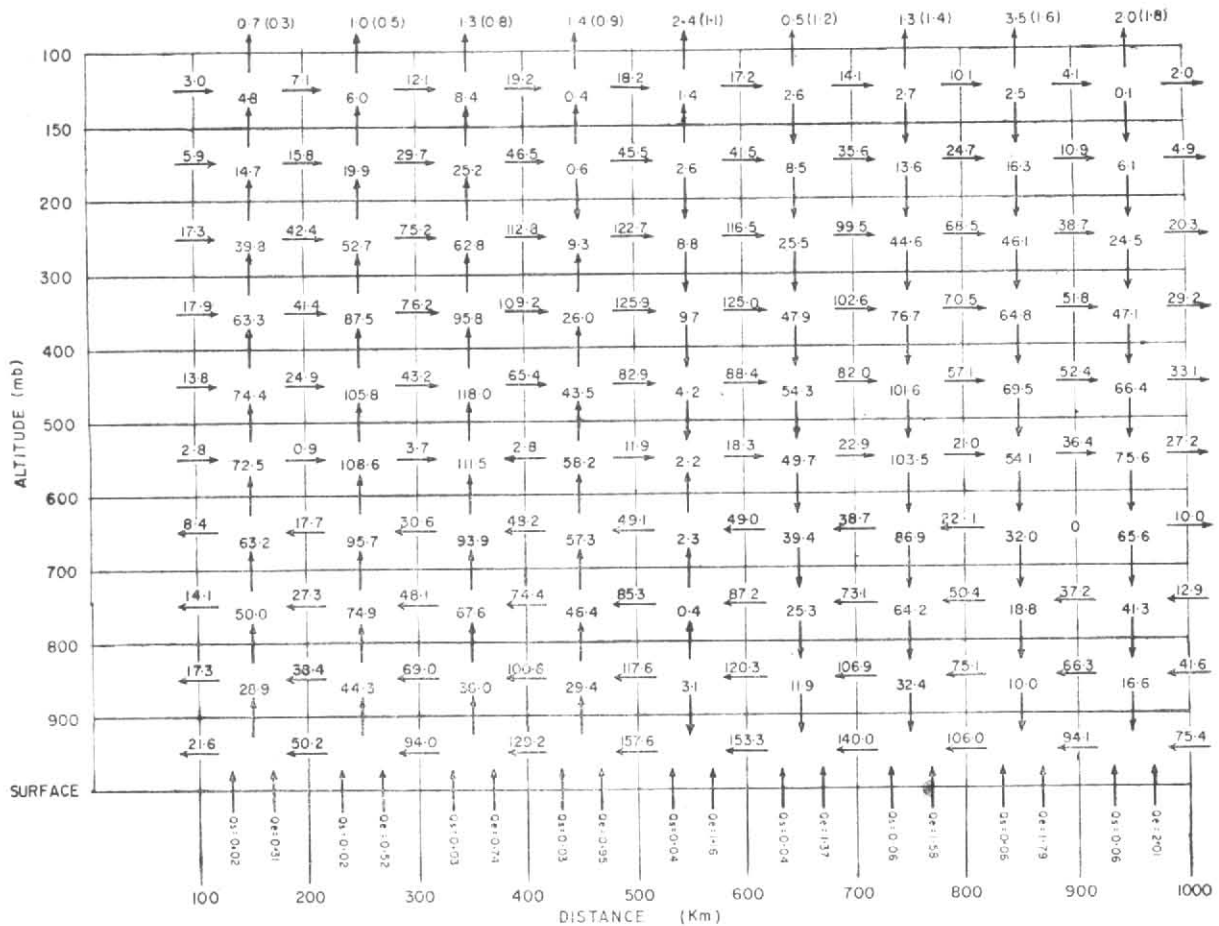 0·7 (0·3) 1·0 (0·5) 1·3 (0·8) 1·4 (0·9) 2·4 (1·1) 0·5 (1·2) 1·3 (1·4) 3·5 (1·6) 2·0 (1·8)
100
3·0 7·1 12·1 19·2 18·2 17·2 14·1 10·1 4·1 2·0
4·8 6·0 8·4 0·4 1·4 2·6 2·7 2·5 0·1
150
5·9 15·8 29·7 46·5 45·5 41·5 35·6 24·7 10·9 4·9
14·7 19·9 25·2 0·6 2·6 8·5 13·6 16·3 6·1
200
17·3 42·4 75·2 112·8 122·7 116·5 99·5 68·5 38·7 20·3
39·8 52·7 62·8 9·3 8·8 25·5 44·6 46·1 24·5
300
17·9 41·4 76·2 109·2 125·9 125·0 102·6 70·5 51·8 29·2
63·3 87·5 95·8 26·0 9·7 47·9 76·7 64·8 47·1
400
13·8 24·9 43·2 65·4 82·9 88·4 82·0 57·1 52·4 33·1
74·4 105·8 118·0 43·5 4·2 54·3 101·6 69·5 66·4
500
2·8 0·9 3·7 2·8 11·9 18·3 22·9 21·0 36·4 27·2
72·5 108·6 111·5 58·2 2·2 49·7 103·5 54·1 75·6
600
8·4 17·7 30·6 49·1 49·0 38·7 22·1 0 10·0
63·2 95·7 93·9 57·3 2·3 39·4 86·9 32·0 65·6
700
14·1 27·3 48·1 74·4 85·3 87·2 73·1 50·4 37·2 12·9
50·0 74·9 67·6 46·4 0·4 25·3 64·2 18·8 41·3
800
17·3 38·4 69·0 117·6 120·3 106·9 75·1 66·3 41·6
28·9 44·3 29·4 3·1 11·9 32·4 10·0 16·6
900
21·6 50·2 94·0 157·6 153·3 140·0 106·0 94·1 75·4
SURFACE
Qs=0·02 Qe=0·31 Qs=0·02 Qe=0·52 Qs=0·03 Qe=0·74 Qs=0·03 Qe=0·95 Qs=0·04 Qe=1·16 Qs=0·04 Qe=1·37 Qs=0·06 Qe=1·58 Qs=0·06 Qe=1·79 Qs=0·06 Qe=2·01
100 200 300 400 500 600 700 800 900 1000
DISTANCE (Km)
ALTITUDE (mb)